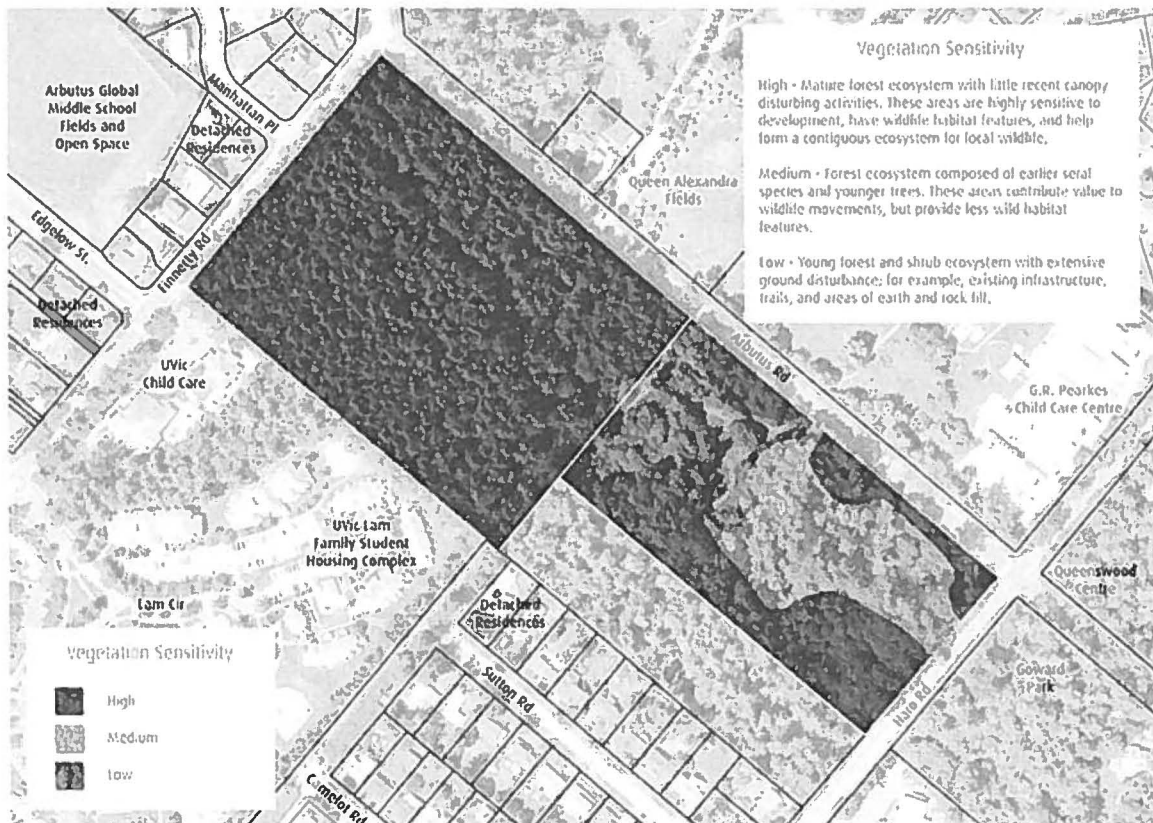 Vegetation Sensitivity
High - Mature forest ecosystem with little recent canopy
disturbing activities. These areas are highly sensitive to
development, have wildlife habitat features, and help
form a contiguous ecosystem for local wildlife.
Medium - Forest ecosystem composed of earlier seral
species and younger trees. These areas contribute value to
wildlife movements, but provide less wild habitat
features.
Low - Young forest and shrub ecosystem with extensive
ground disturbance; for example, existing infrastructure,
trails, and areas of earth and rock fill.
Arbutus Global
Middle School
Fields and
Open Space
Manhattan Pl
Detached
Residences
Queen Alexandra
Fields
Edgelow St.
Finnerty Rd
Detached
Residences
UVic
Child Care
Arbutus Rd
G.R. Pearkes
Child Care Centre
UVic Lam
Family Student
Housing Complex
Queenswood
Centre
Lam Cir
Detached
Residences
Goward
Park
Sutton Rd
Haro Rd
Camelot Rd
Vegetation Sensitivity
High
Medium
Low